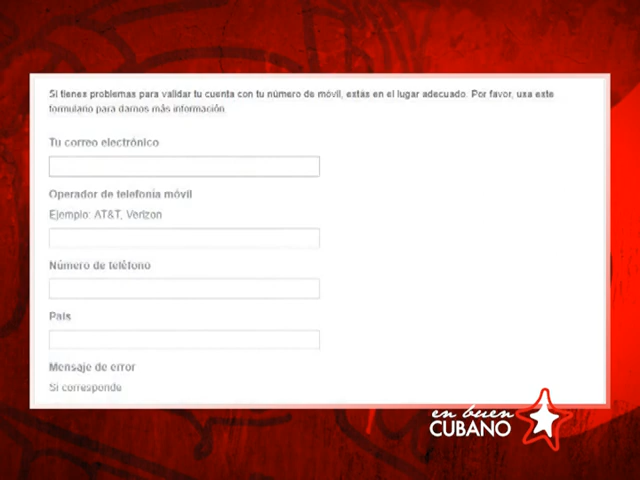 Si tienes problemas para validar tu cuenta con tu número de móvil, estás en el lugar adecuado. Por favor, usa este
formulario para darnos más información
Tu correo electrónico
Operador de telefonía móvil
Ejemplo: AT&T, Verizon
Número de teléfono
País
Mensaje de error
Si corresponde
en buen
CUBANO